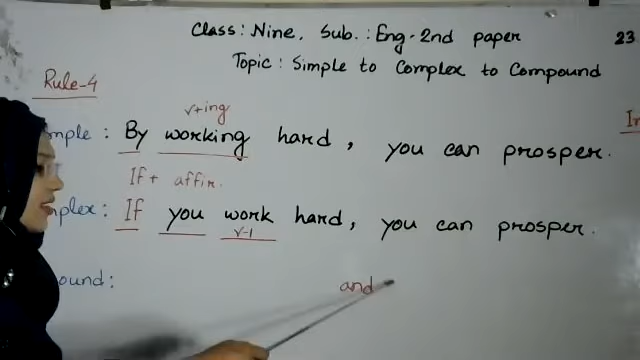 Class: Nine, Sub.: Eng-2nd paper 23
Topic: Simple to Complex to Compound
Rule-4
v+ing
mple: By working hard, you can prosper.
If + affir.
plex: If you work hard, you can prosper.
v-1
ound: and